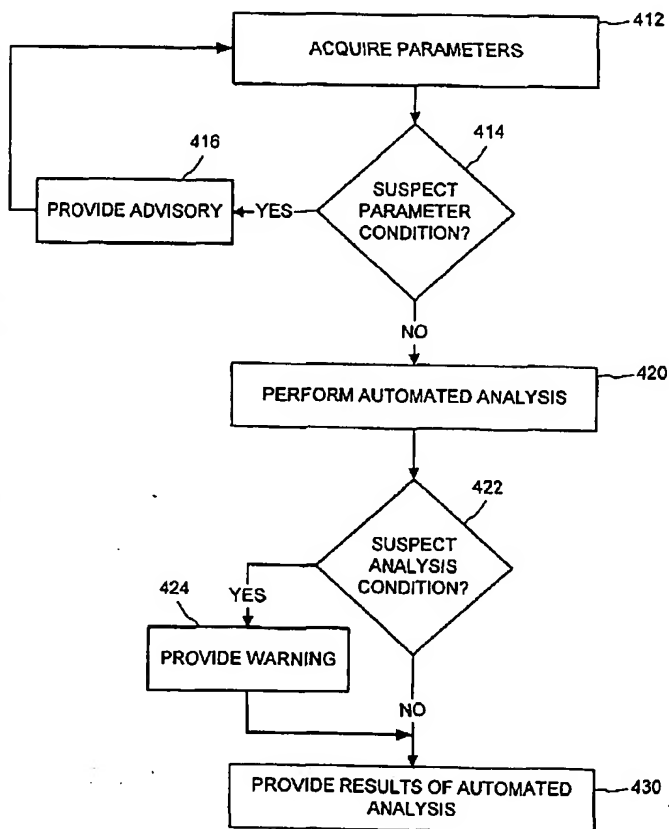 412
ACQUIRE PARAMETERS
416
414
PROVIDE ADVISORY
YES
SUSPECT
PARAMETER
CONDITION?
NO
420
PERFORM AUTOMATED ANALYSIS
422
SUSPECT
ANALYSIS
CONDITION?
YES
424
PROVIDE WARNING
NO
PROVIDE RESULTS OF AUTOMATED
ANALYSIS
430